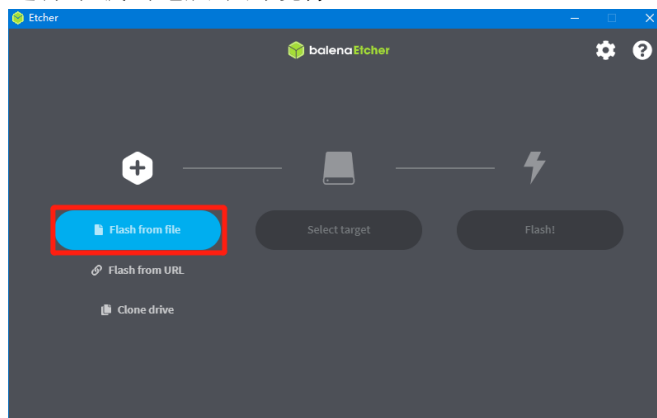 Etcher
balenaEtcher
Flash from file
Select target
Flash!
Flash from URL
Clone drive